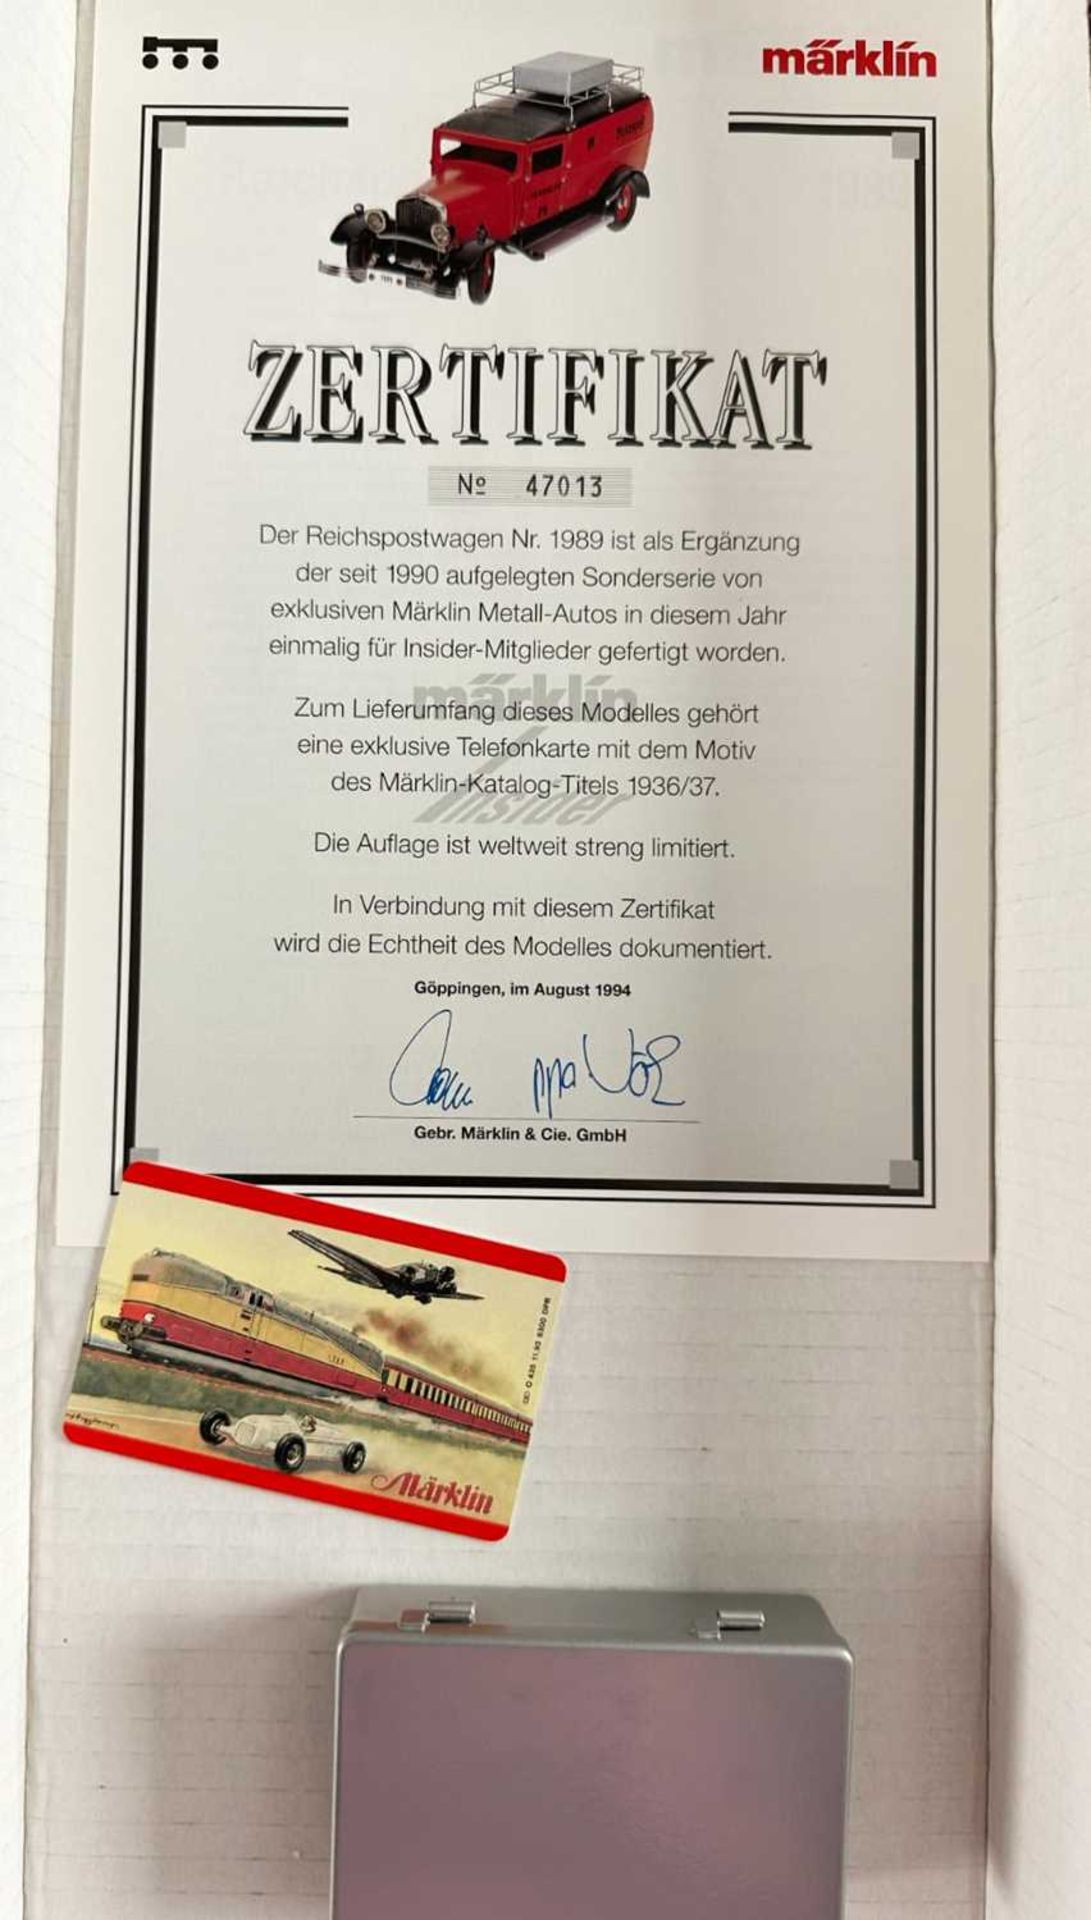 märklin
ZERTIFIKAT
Nº 47013
Der Reichspostwagen Nr. 1989 ist als Ergänzung
der seit 1990 aufgelegten Sonderserie von
exklusiven Märklin Metall-Autos in diesem Jahr
einmalig für Insider-Mitglieder gefertigt worden.
märklin
Zum Lieferumfang dieses Modelles gehört
eine exklusive Telefonkarte mit dem Motiv
des Märklin-Katalog-Titels 1936/37.
Insider
Die Auflage ist weltweit streng limitiert.
In Verbindung mit diesem Zertifikat
wird die Echtheit des Modelles dokumentiert.
Göppingen, im August 1994
ppa
Gebr. Märklin & Cie. GmbH
Märklin